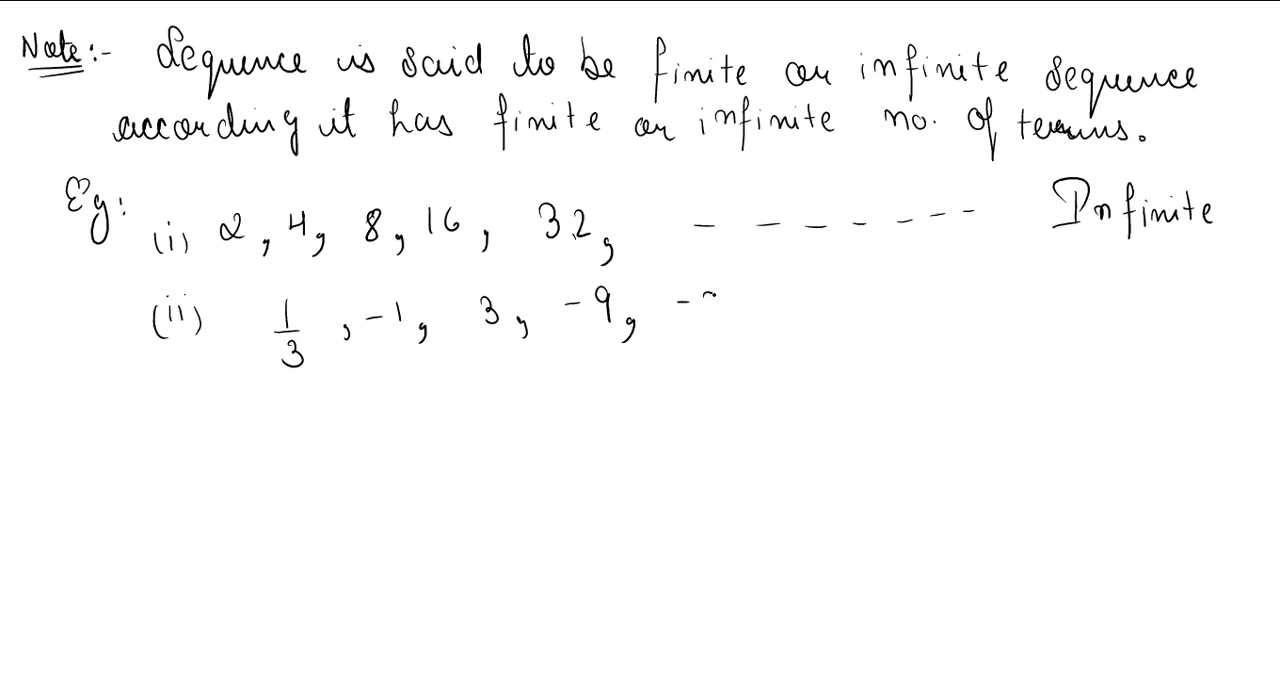 Note:- Sequence is said to be finite or infinite sequence
according it has finite or infinite no. of terms.
Eg: (i) 2, 4, 8, 16, 32, - - - - - - - Infinite
(ii) 1/3, -1, 3, -9, - -